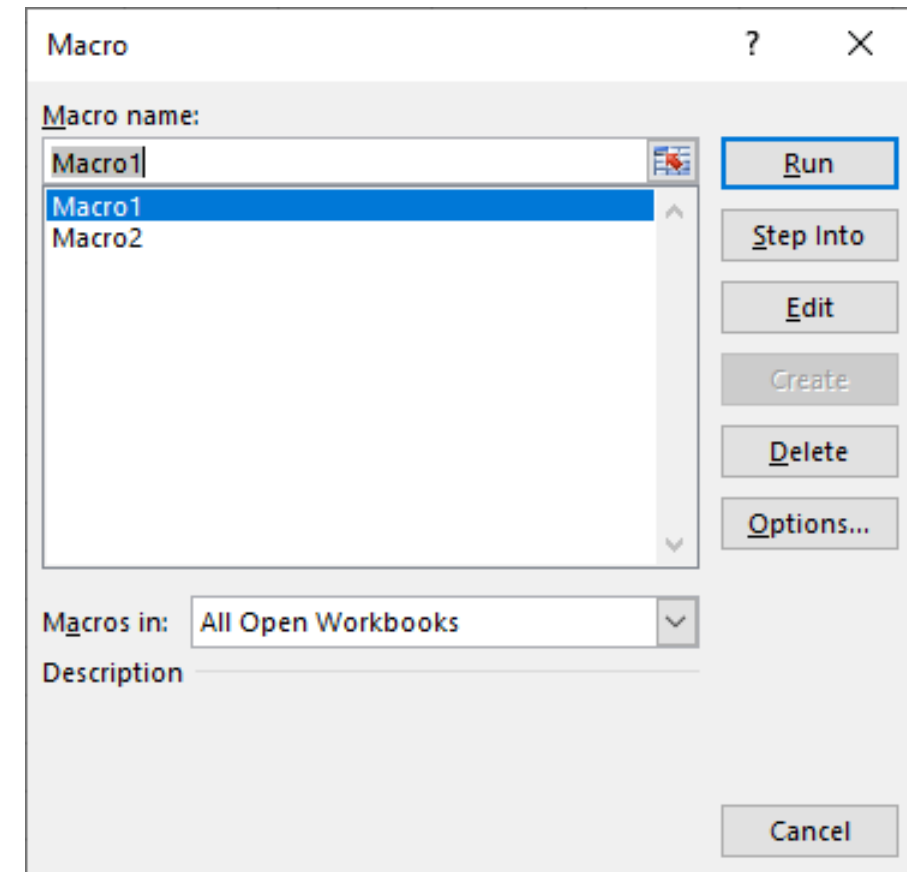 Macro ?
Macro name:
Macro1
Run
Macro1
Macro2
Step Into
Edit
Create
Delete
Options...
Macros in: All Open Workbooks
Description
Cancel